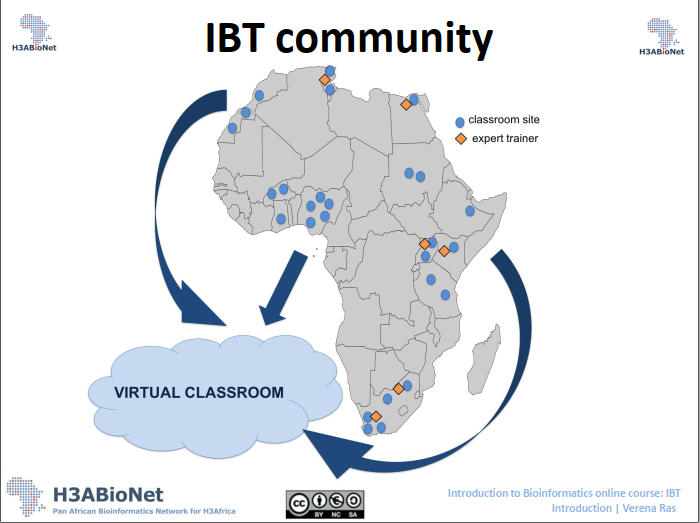 H3ABioNet
IBT community
H3ABioNet
classroom site
expert trainer
VIRTUAL CLASSROOM
H3ABioNet
Pan African Bioinformatics Network for H3Africa
cc
BY NC SA
Introduction to Bioinformatics online course: IBT
Introduction | Verena Ras